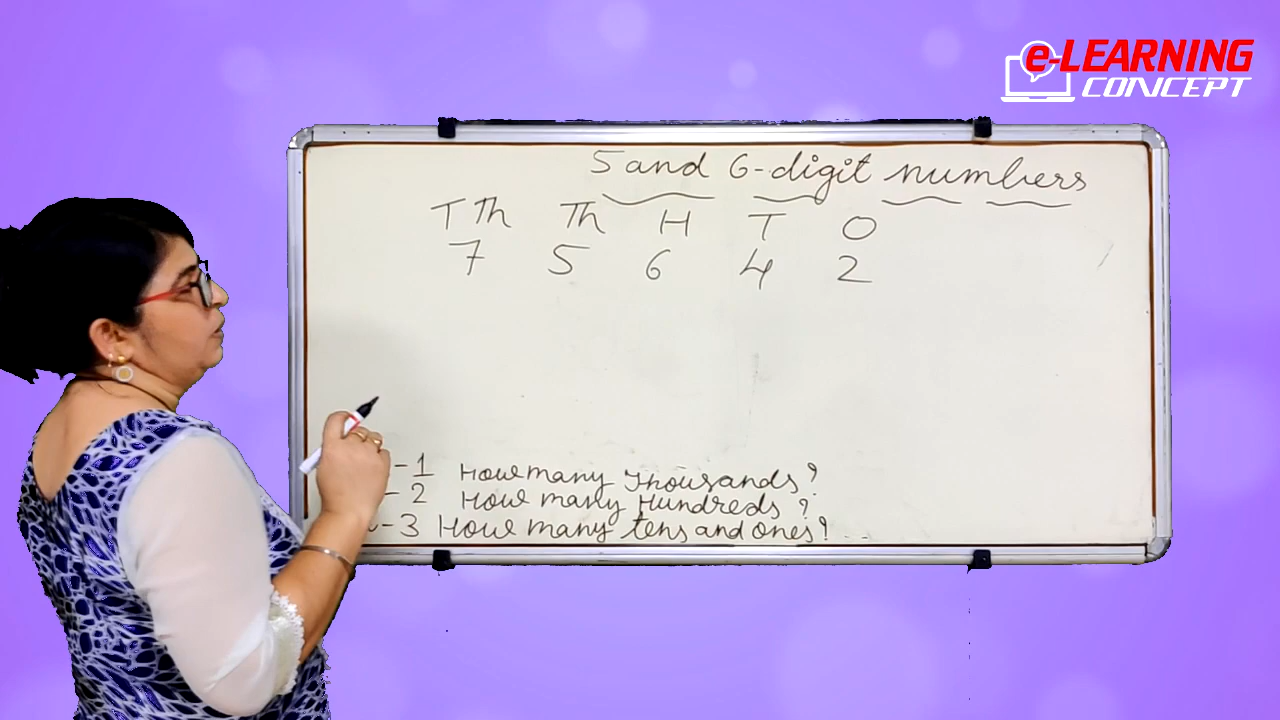 e-LEARNING
CONCEPT
5 and 6-digit numbers
T Th Th H T O
7 5 6 4 2
-1 How many Thousands?
-2 How many Hundreds?
-3 How many tens and ones? ..